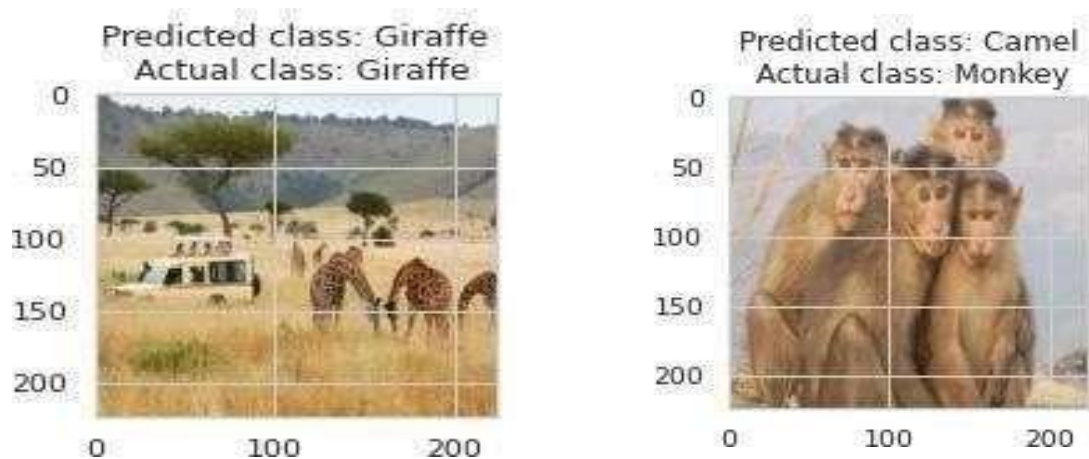 Predicted class: Giraffe
Actual class: Giraffe
0
50
100
150
200
0 100 200
Predicted class: Camel
Actual class: Monkey
0
50
100
150
200
0 100 200